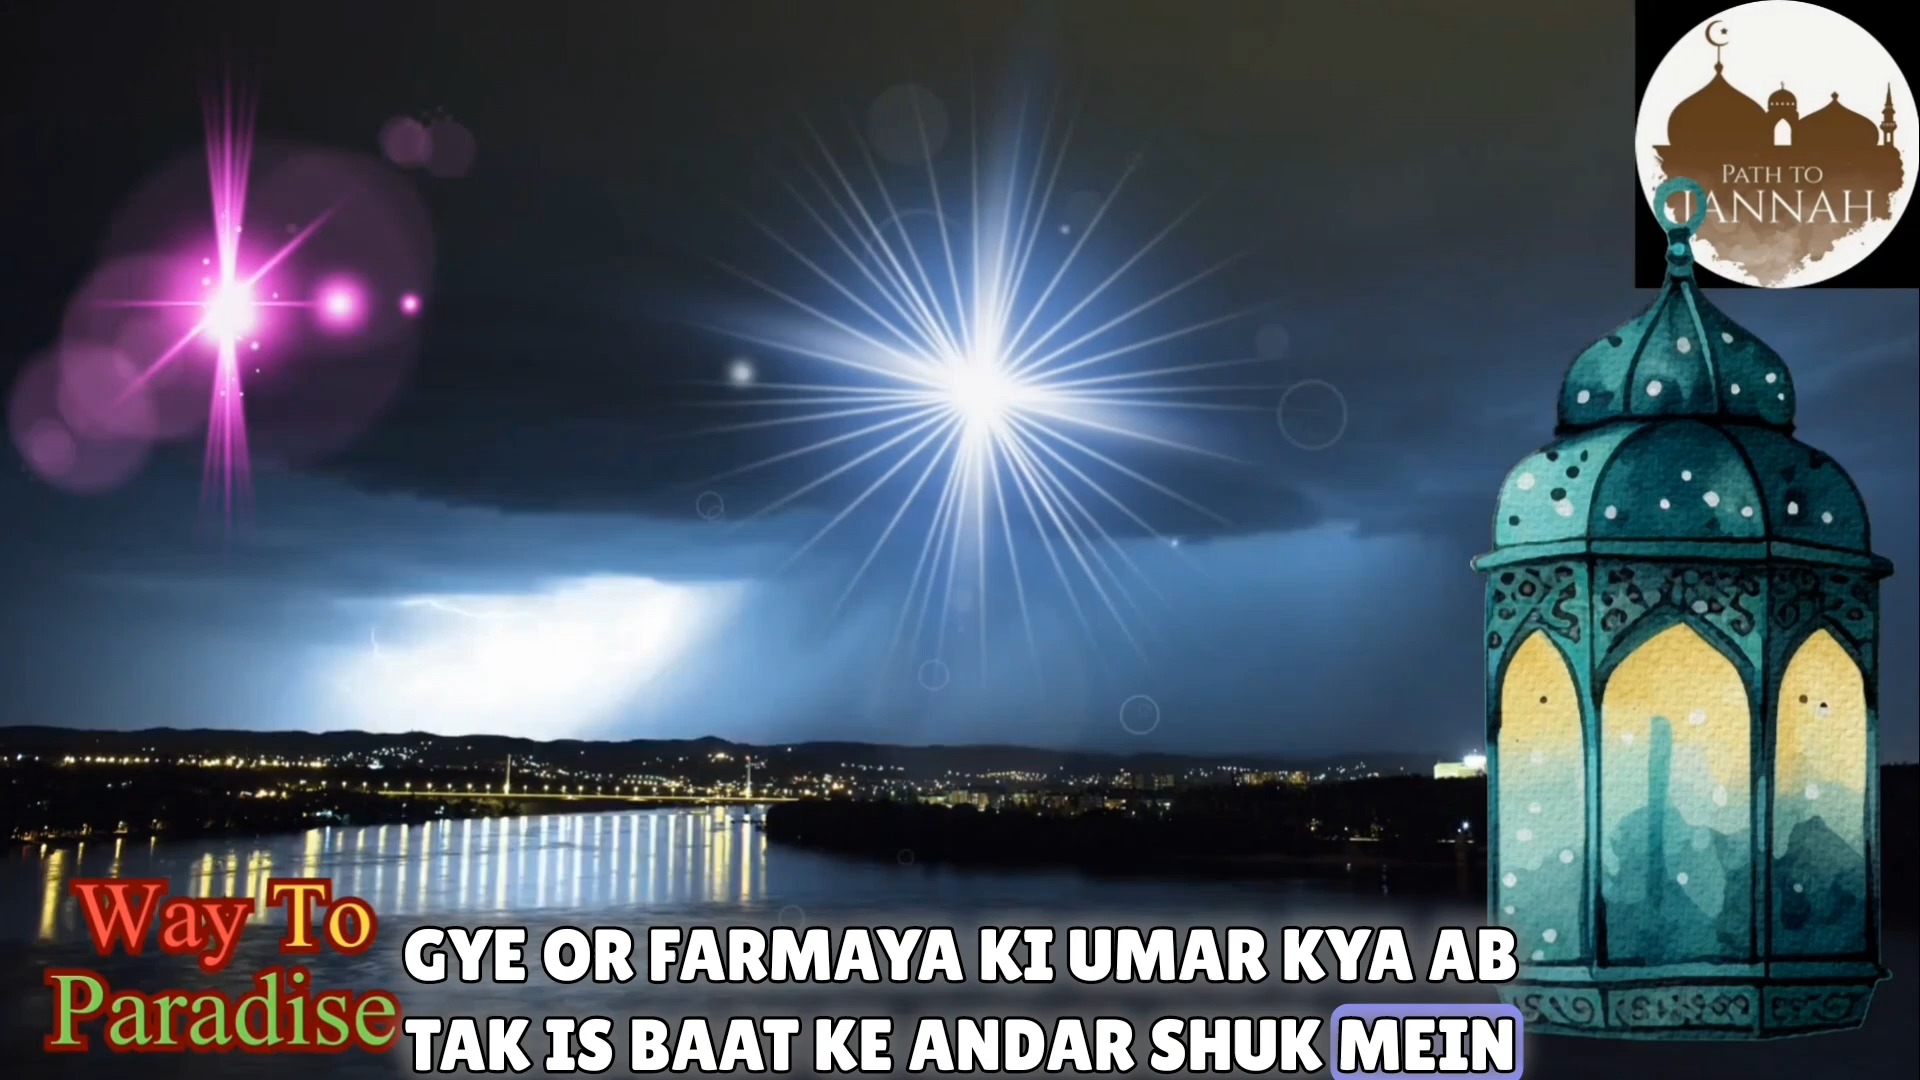 PATH TO
JANNAH
Way To
Paradise
GYE OR FARMAYA KI UMAR KYA AB
TAK IS BAAT KE ANDAR SHUK MEIN